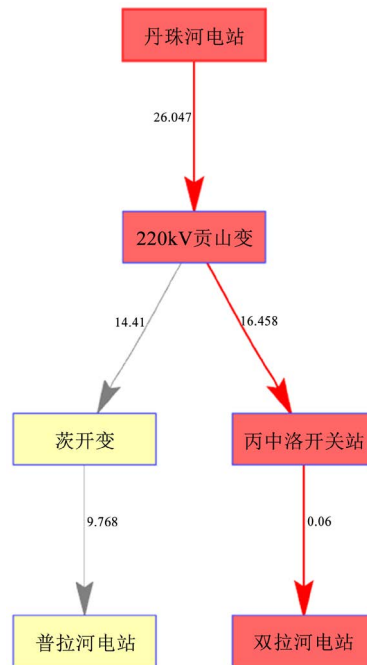 丹珠河电站
26.047
220kV贡山变
14.41
16.458
茨开变
丙中洛开关站
9.768
0.06
普拉河电站
双拉河电站